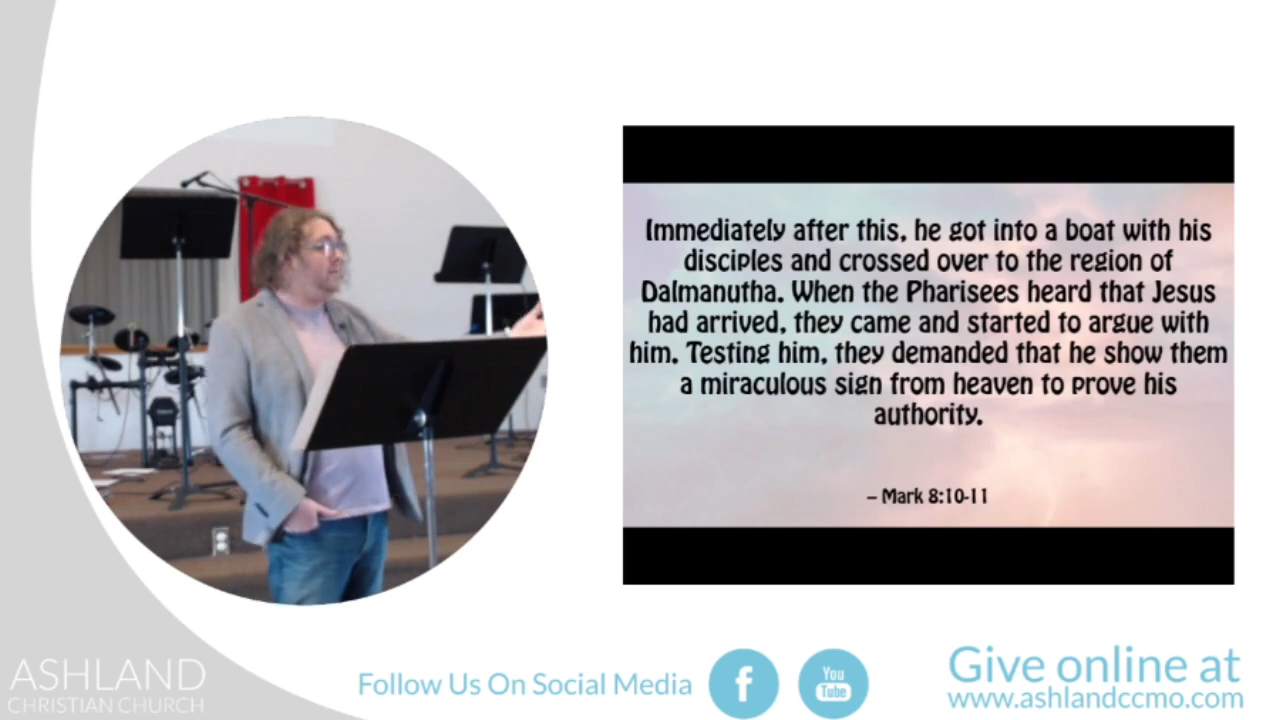 Immediately after this, he got into a boat with his
disciples and crossed over to the region of
Dalmanutha. When the Pharisees heard that Jesus
had arrived, they came and started to argue with
him. Testing him, they demanded that he show them
a miraculous sign from heaven to prove his
authority.
– Mark 8:10-11
ASHLAND
CHRISTIAN CHURCH
Follow Us On Social Media
f
You
Tube
Give online at
www.ashlandccmo.com